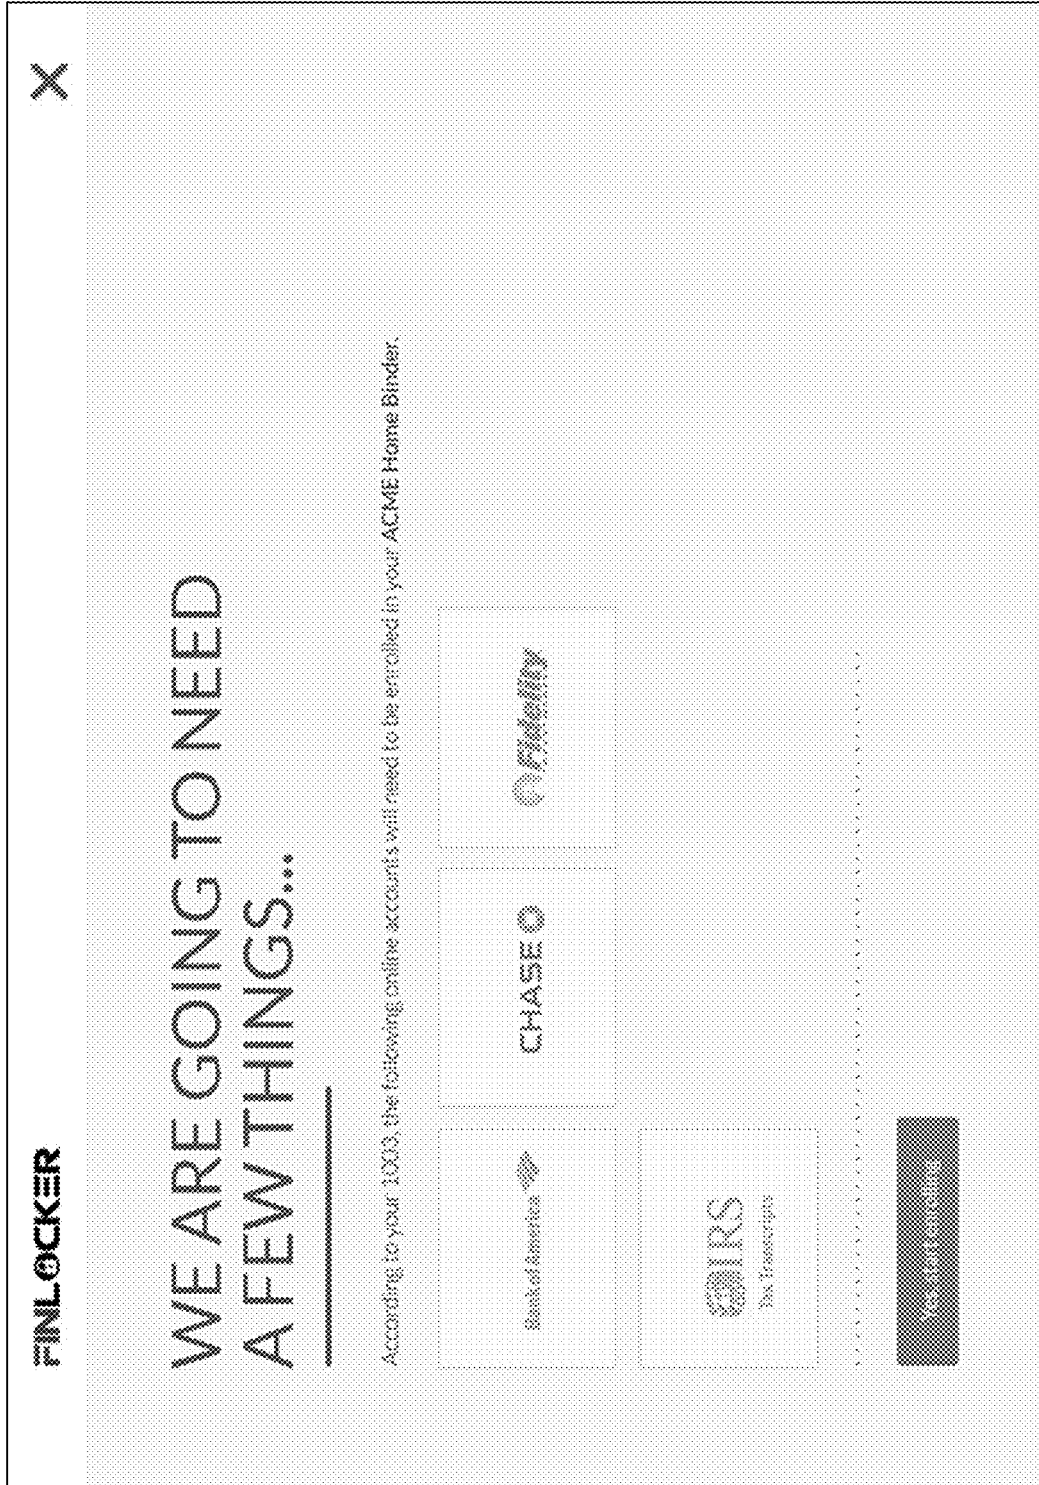 FINLOCKER
X
WE ARE GOING TO NEED
A FEW THINGS...
According to your 1003, the following online accounts will need to be enrolled in your ACME Home Binder.
Bank of America
CHASE
Fidelity
IRS
Tax Transcripts